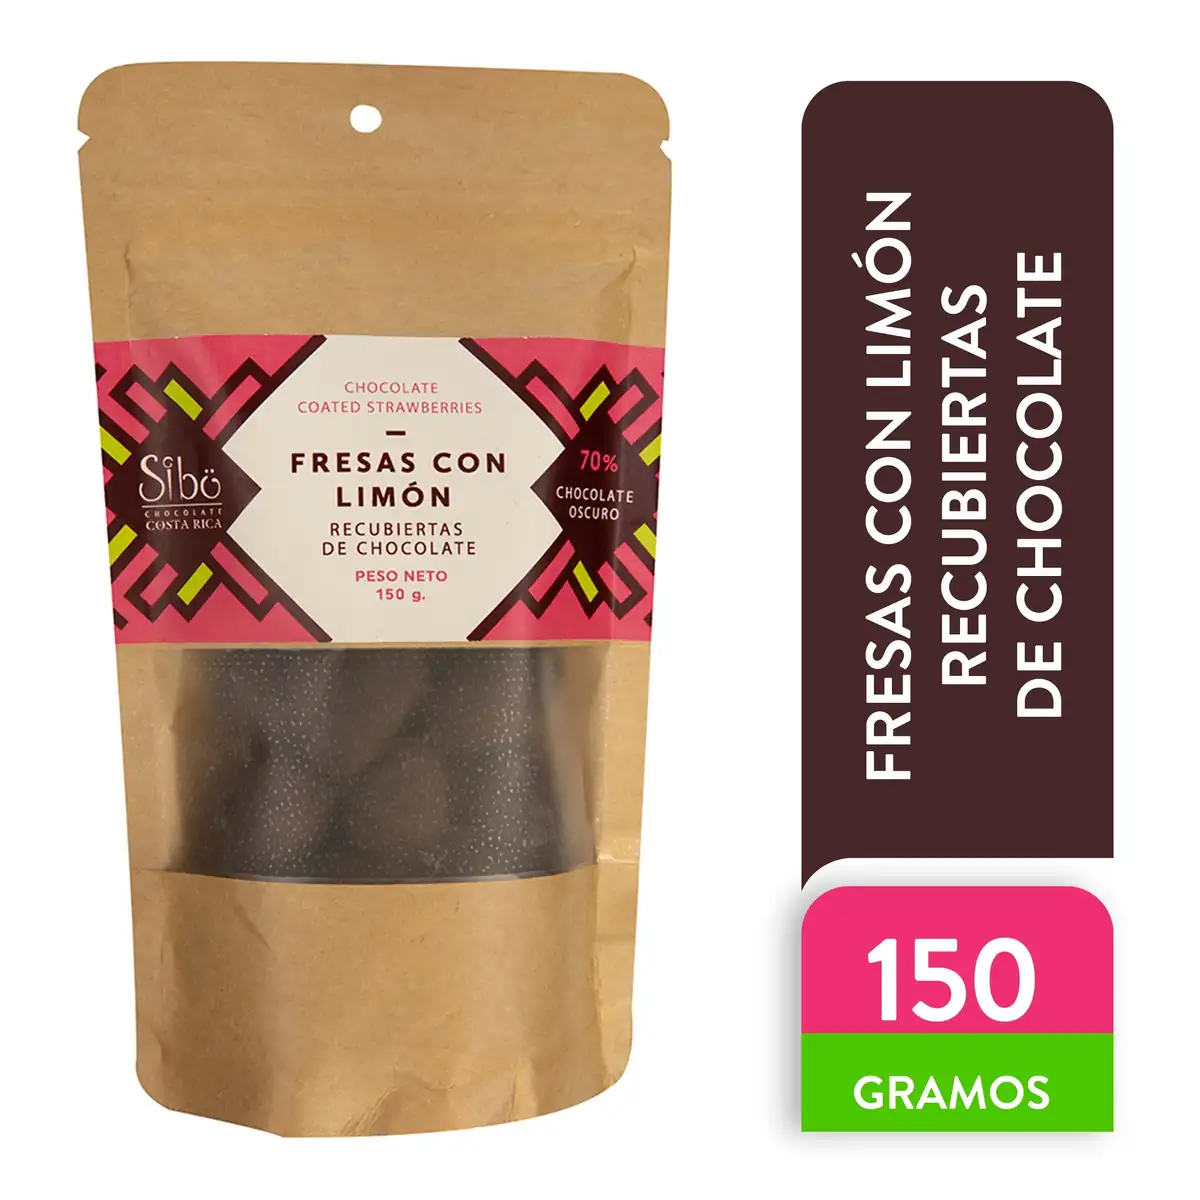 CHOCOLATE
COATED STRAWBERRIES
FRESAS CON
LIMÓN
RECUBIERTAS
DE CHOCOLATE
PESO NETO
150 g.
Sibö
CHOCOLATE
COSTA RICA
70%
CHOCOLATE
OSCURO
FRESAS CON LIMÓN
RECUBIERTAS
DE CHOCOLATE
150
GRAMOS